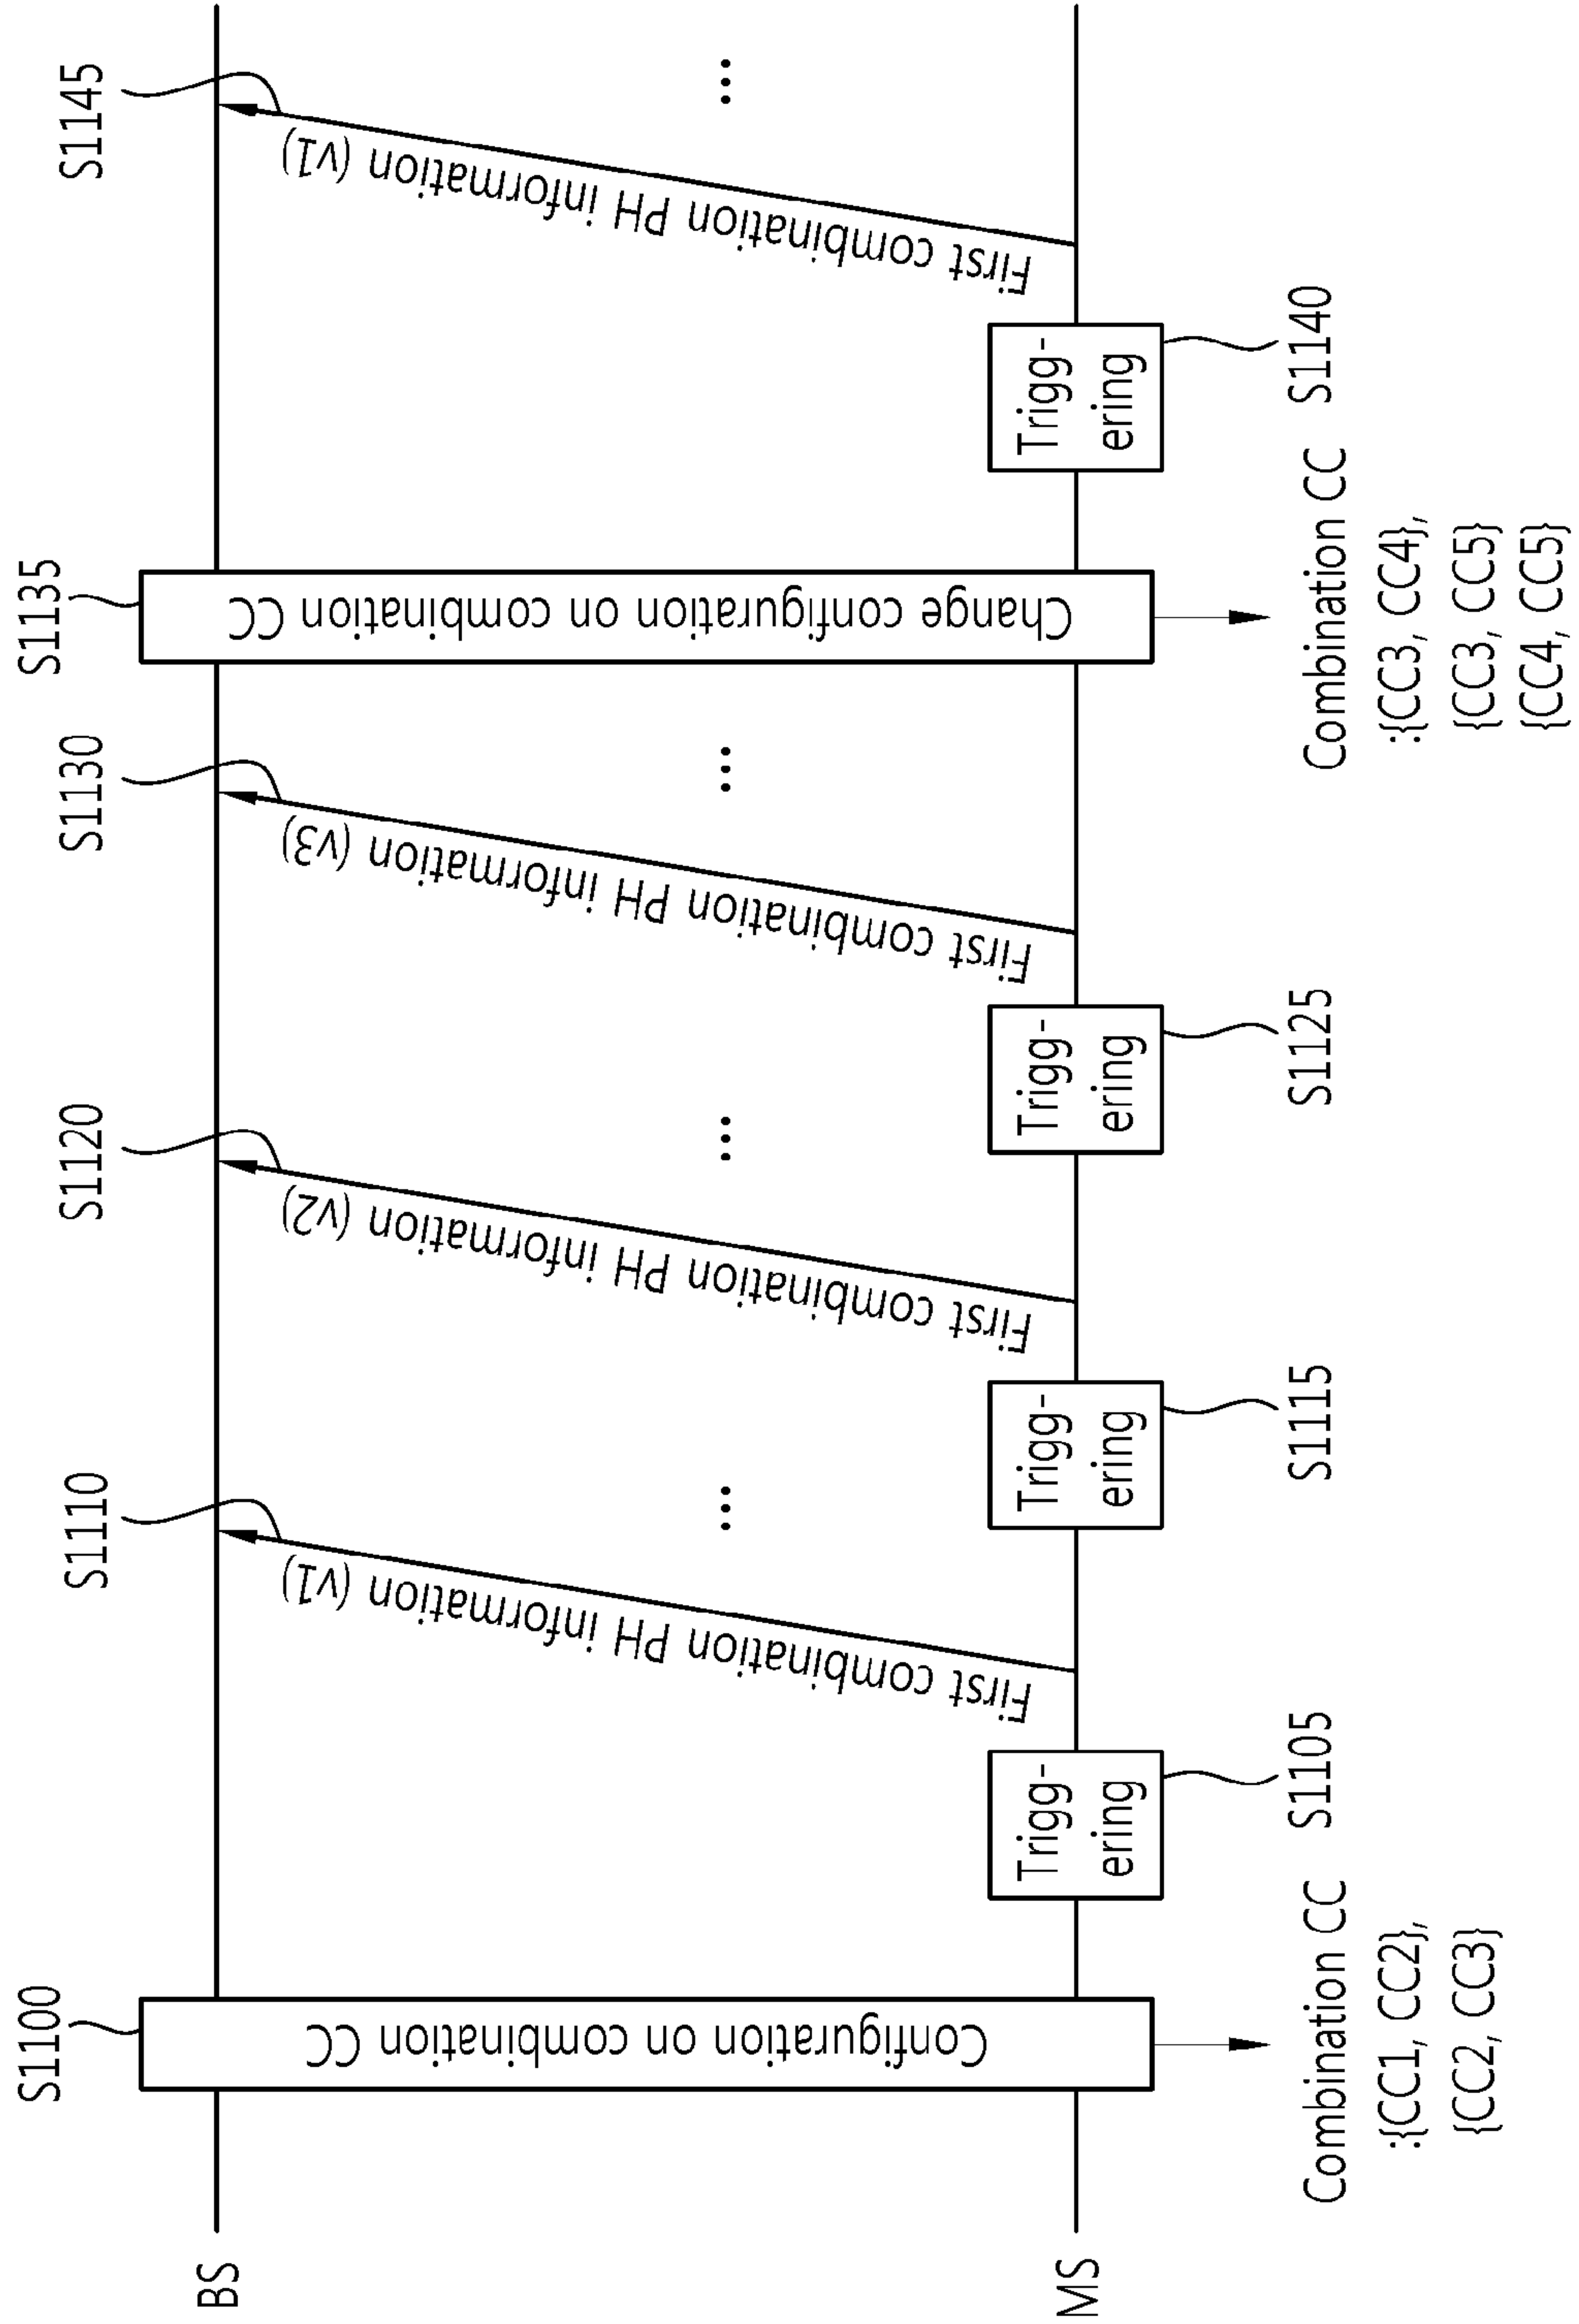 BS
MS
S1100
Configuration on combination CC
Combination CC
:{CC1, CC2},
{CC2, CC3}
Trigg-
ering
S1105
First combination PH information (v1)
S1110
...
Trigg-
ering
S1115
First combination PH information (v2)
S1120
...
Trigg-
ering
S1125
First combination PH information (v3)
S1130
...
S1135
Change configuration on combination CC
Combination CC
:{CC3, CC4},
{CC3, CC5}
{CC4, CC5}
Trigg-
ering
S1140
First combination PH information (v1)
S1145
...